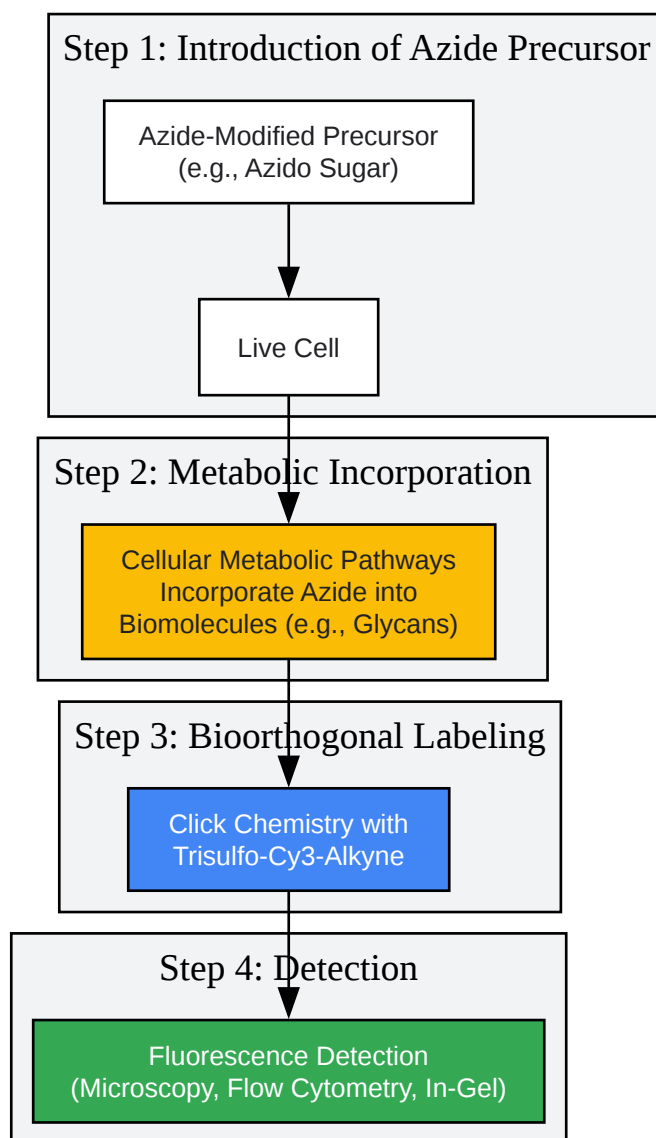 Step 1: Introduction of Azide Precursor
Azide-Modified Precursor
(e.g., Azido Sugar)
Live Cell
Step 2: Metabolic Incorporation
Cellular Metabolic Pathways
Incorporate Azide into
Biomolecules (e.g., Glycans)
Step 3: Bioorthogonal Labeling
Click Chemistry with
Trisulfo-Cy3-Alkyne
Step 4: Detection
Fluorescence Detection
(Microscopy, Flow Cytometry, In-Gel)